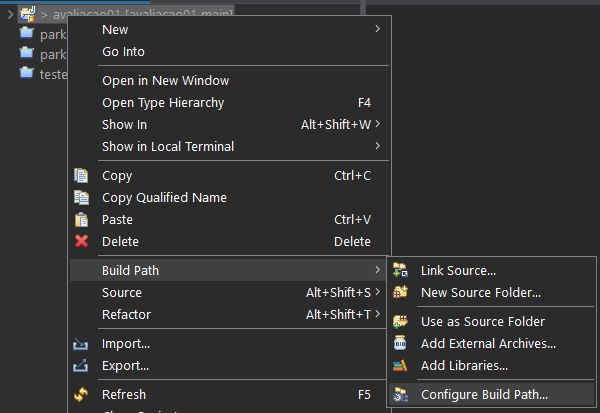 > avaliacao01 [avaliacao01 main]
park
park
teste
New
Go Into
Open in New Window
Open Type Hierarchy F4
Show In Alt+Shift+W >
Show in Local Terminal >
Copy Ctrl+C
Copy Qualified Name
Paste Ctrl+V
Delete Delete
Build Path >
Source Alt+Shift+S >
Refactor Alt+Shift+T >
Import...
Export...
Refresh F5
Link Source...
New Source Folder...
Use as Source Folder
Add External Archives...
Add Libraries...
Configure Build Path...